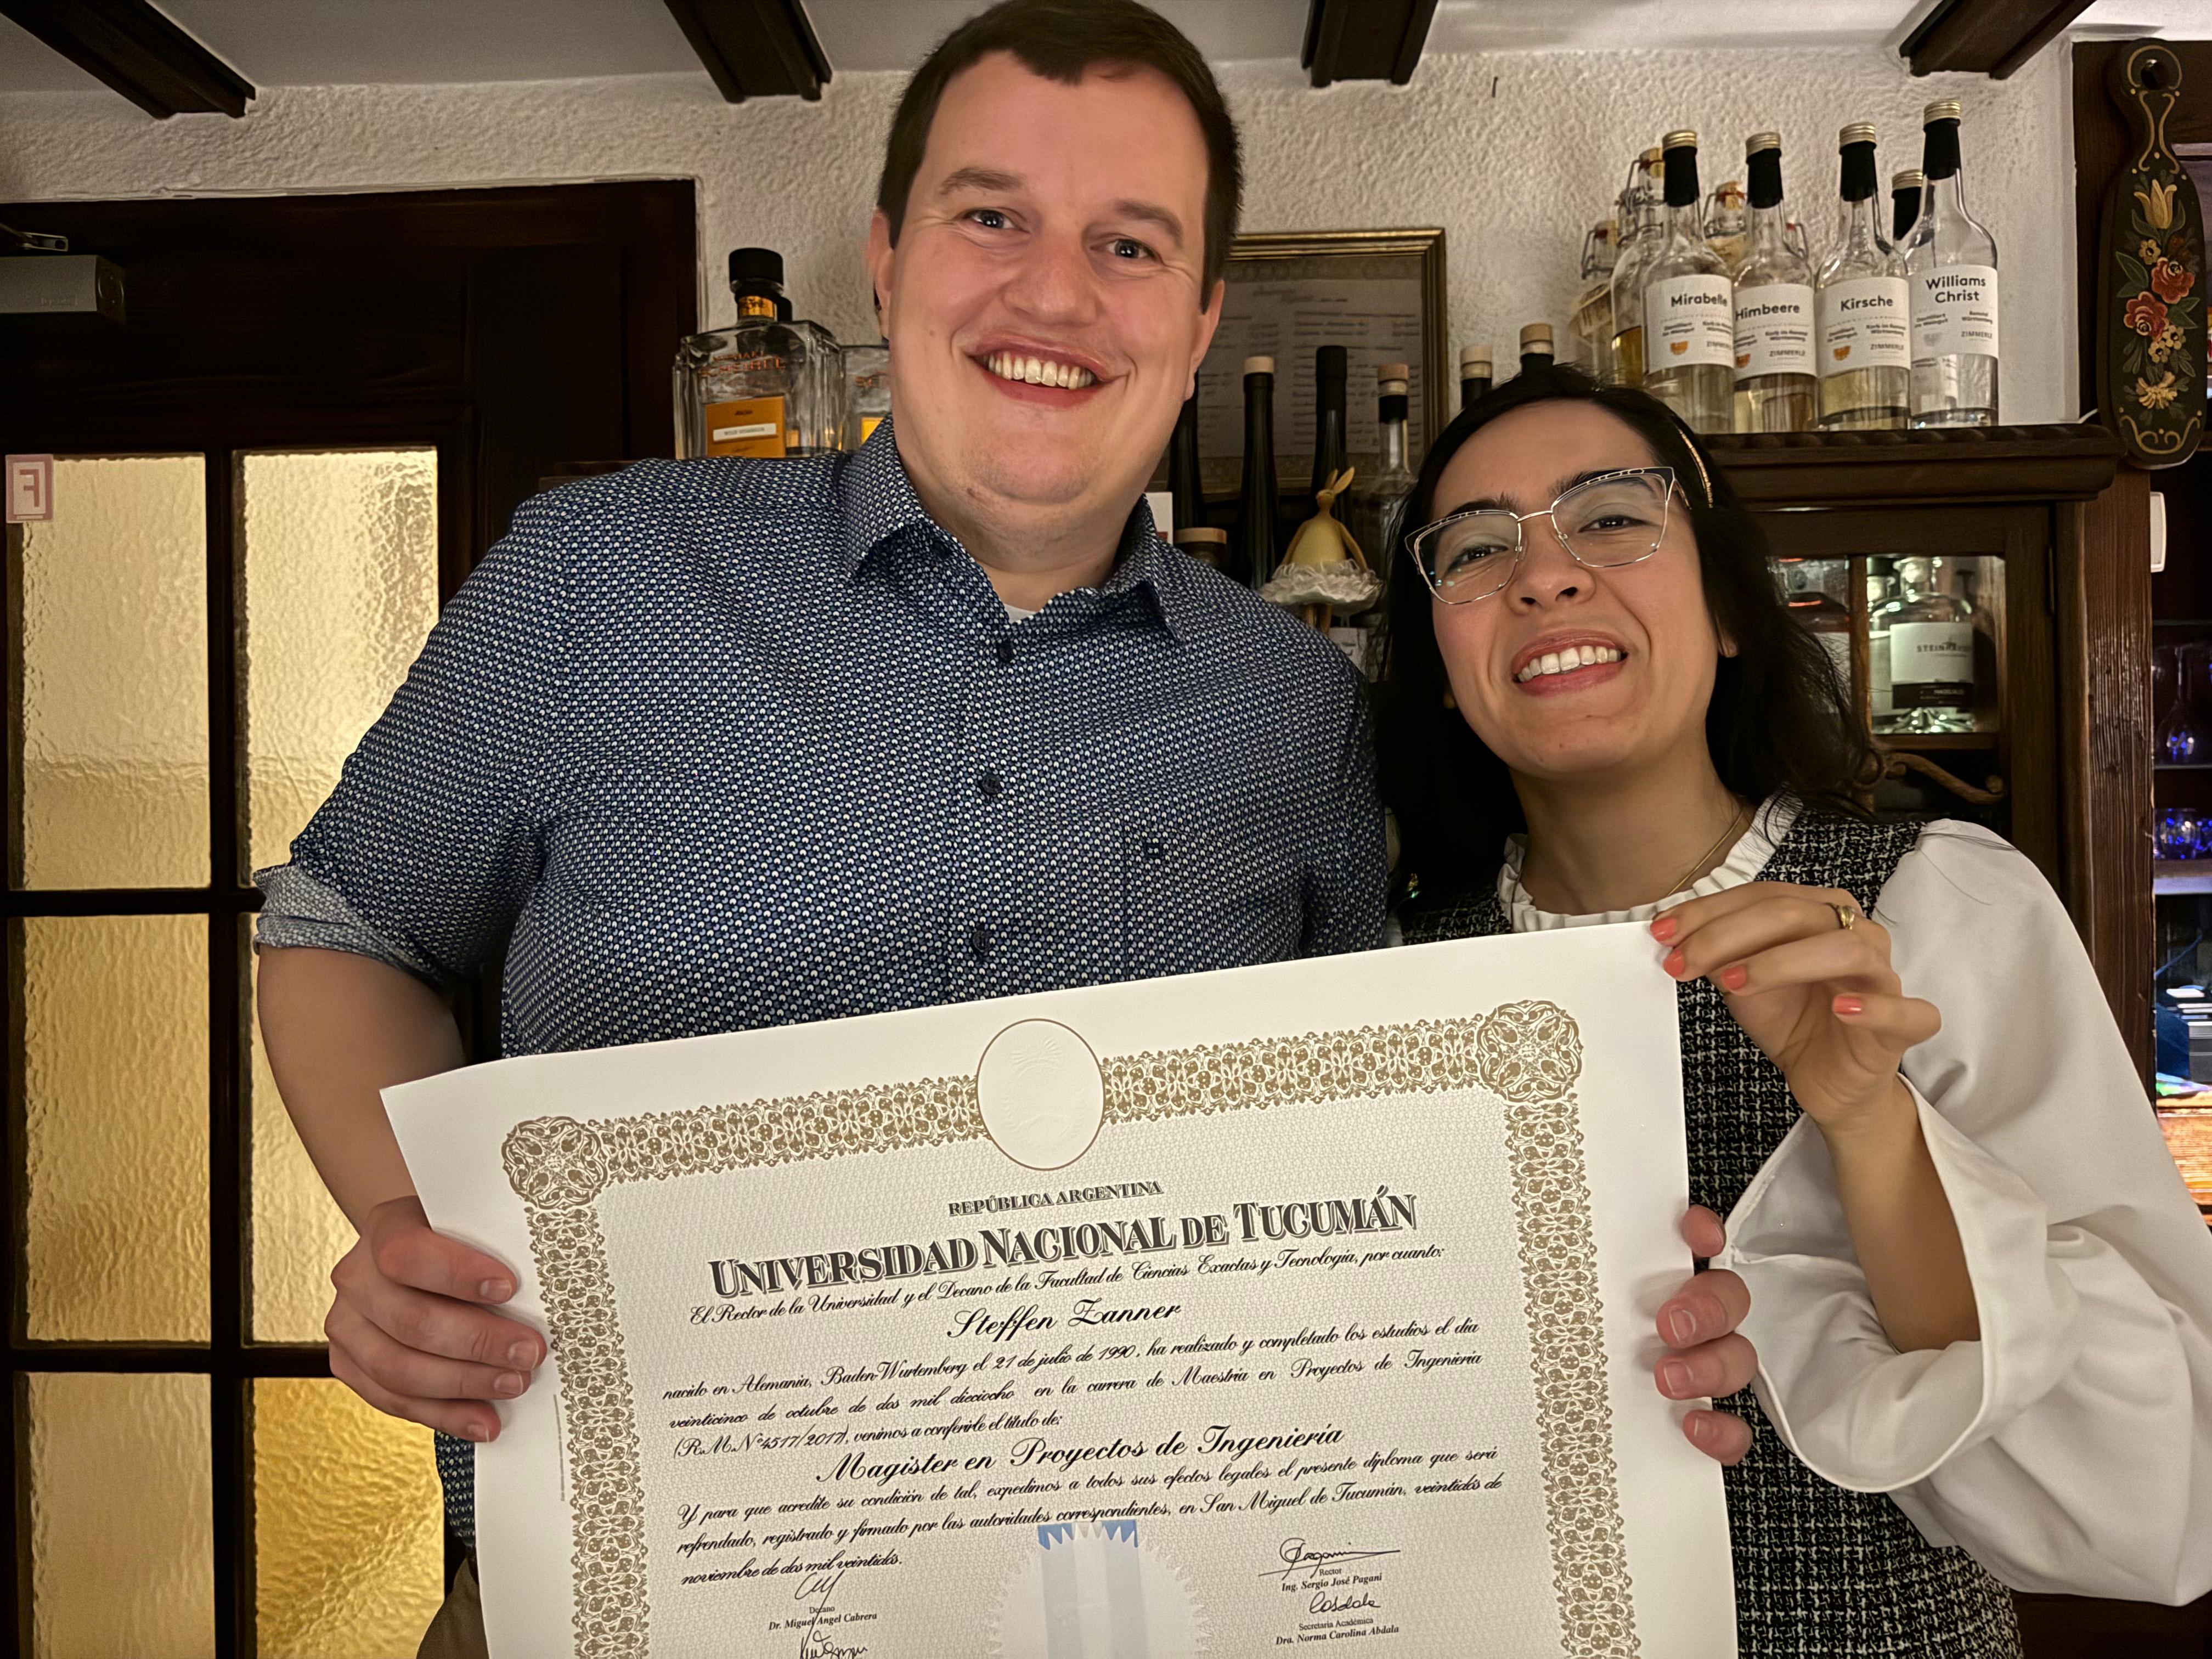 Mirabelle
Himbeere
Kirsche
Williams
Christ
ZIMMERLE
ZIMMERLE
ZIMMERLE
ZIMMERLE
F
REPÚBLICA ARGENTINA
UNIVERSIDAD NACIONAL DE TUCUMÁN
El Rector de la Universidad y el Decano de la Facultad de Ciencias Exactas y Tecnología, por cuanto:
Steffen Zanner
nacido en Alemania, Baden-Wurtemberg el 21 de julio de 1990, ha realizado y completado los estudios el día
veinticinco de octubre de dos mil dieciocho en la carrera de Maestría en Proyectos de Ingeniería
(R.M.N°4517/2017), venimos a conferirle el título de:
Magister en Proyectos de Ingeniería
Y para que acredite su condición de tal, expedimos a todos sus efectos legales el presente diploma que será
refrendado, registrado y firmado por las autoridades correspondientes, en San Miguel de Tucumán, veintidós de
noviembre de dos mil veintidós.
Decano
Dr. Miguel Angel Cabrera
Rector
Ing. Sergio José Pagani
Secretaria Académica
Dra. Norma Carolina Abdala